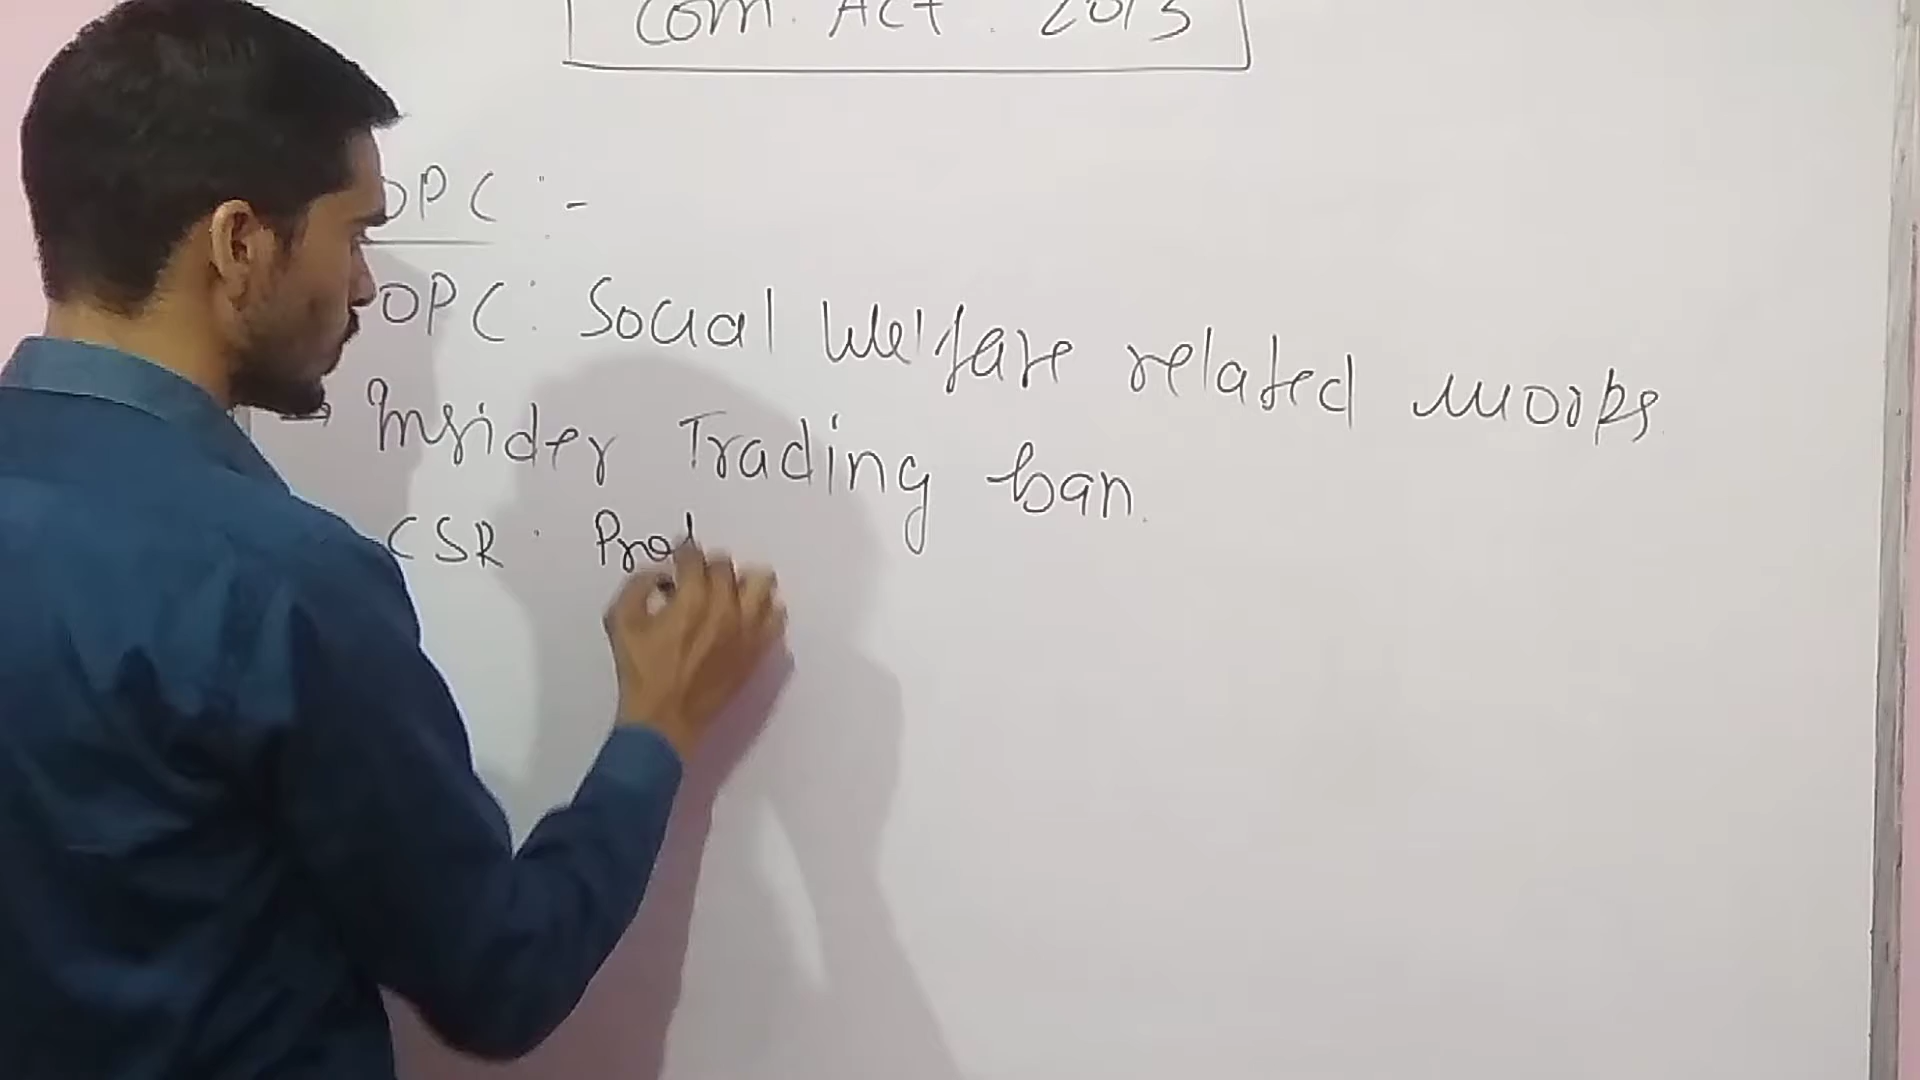 Com. Act. 2013
OPC :-
OPC: Social Welfare related works
→ Insider Trading ban.
CSR :